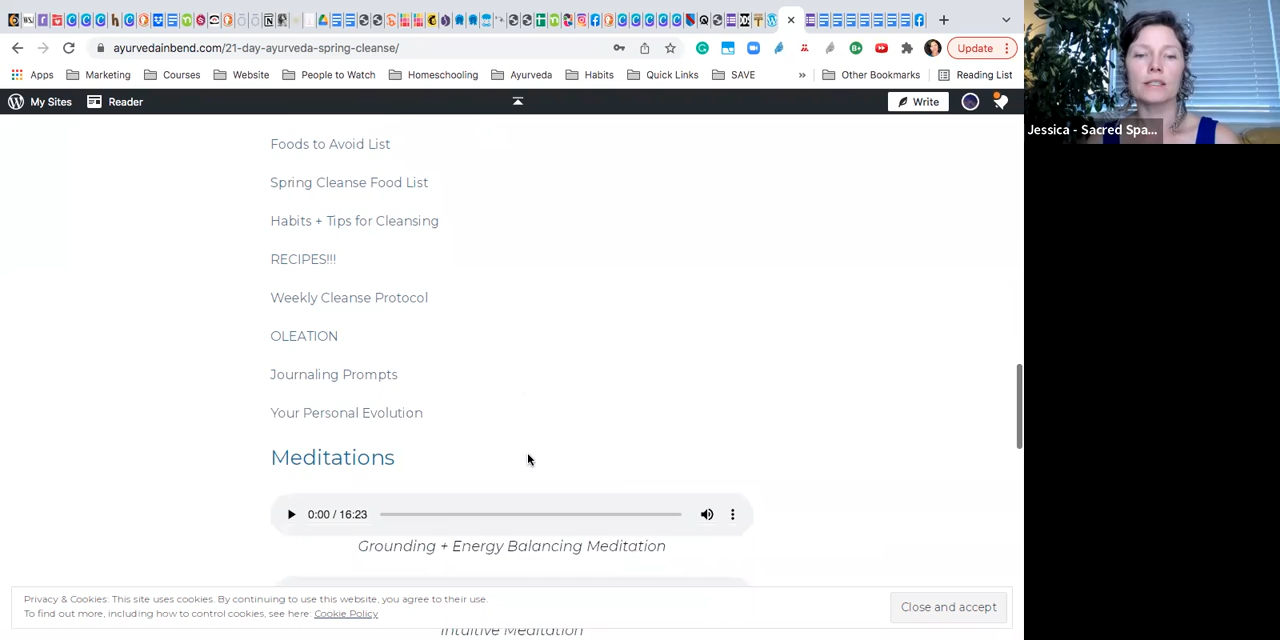 ayurvedainbend.com/21-day-ayurveda-spring-cleanse/
Update
Apps
Marketing
Courses
Website
People to Watch
Homeschooling
Ayurveda
Habits
Quick Links
SAVE
»
Other Bookmarks
Reading List
My Sites
Reader
Write
Jessica - Sacred Spa...
Foods to Avoid List
Spring Cleanse Food List
Habits + Tips for Cleansing
RECIPES!!!
Weekly Cleanse Protocol
OLEATION
Journaling Prompts
Your Personal Evolution
Meditations
0:00 / 16:23
Grounding + Energy Balancing Meditation
Privacy & Cookies: This site uses cookies. By continuing to use this website, you agree to their use.
To find out more, including how to control cookies, see here: Cookie Policy
Close and accept
Intuitive Meditation